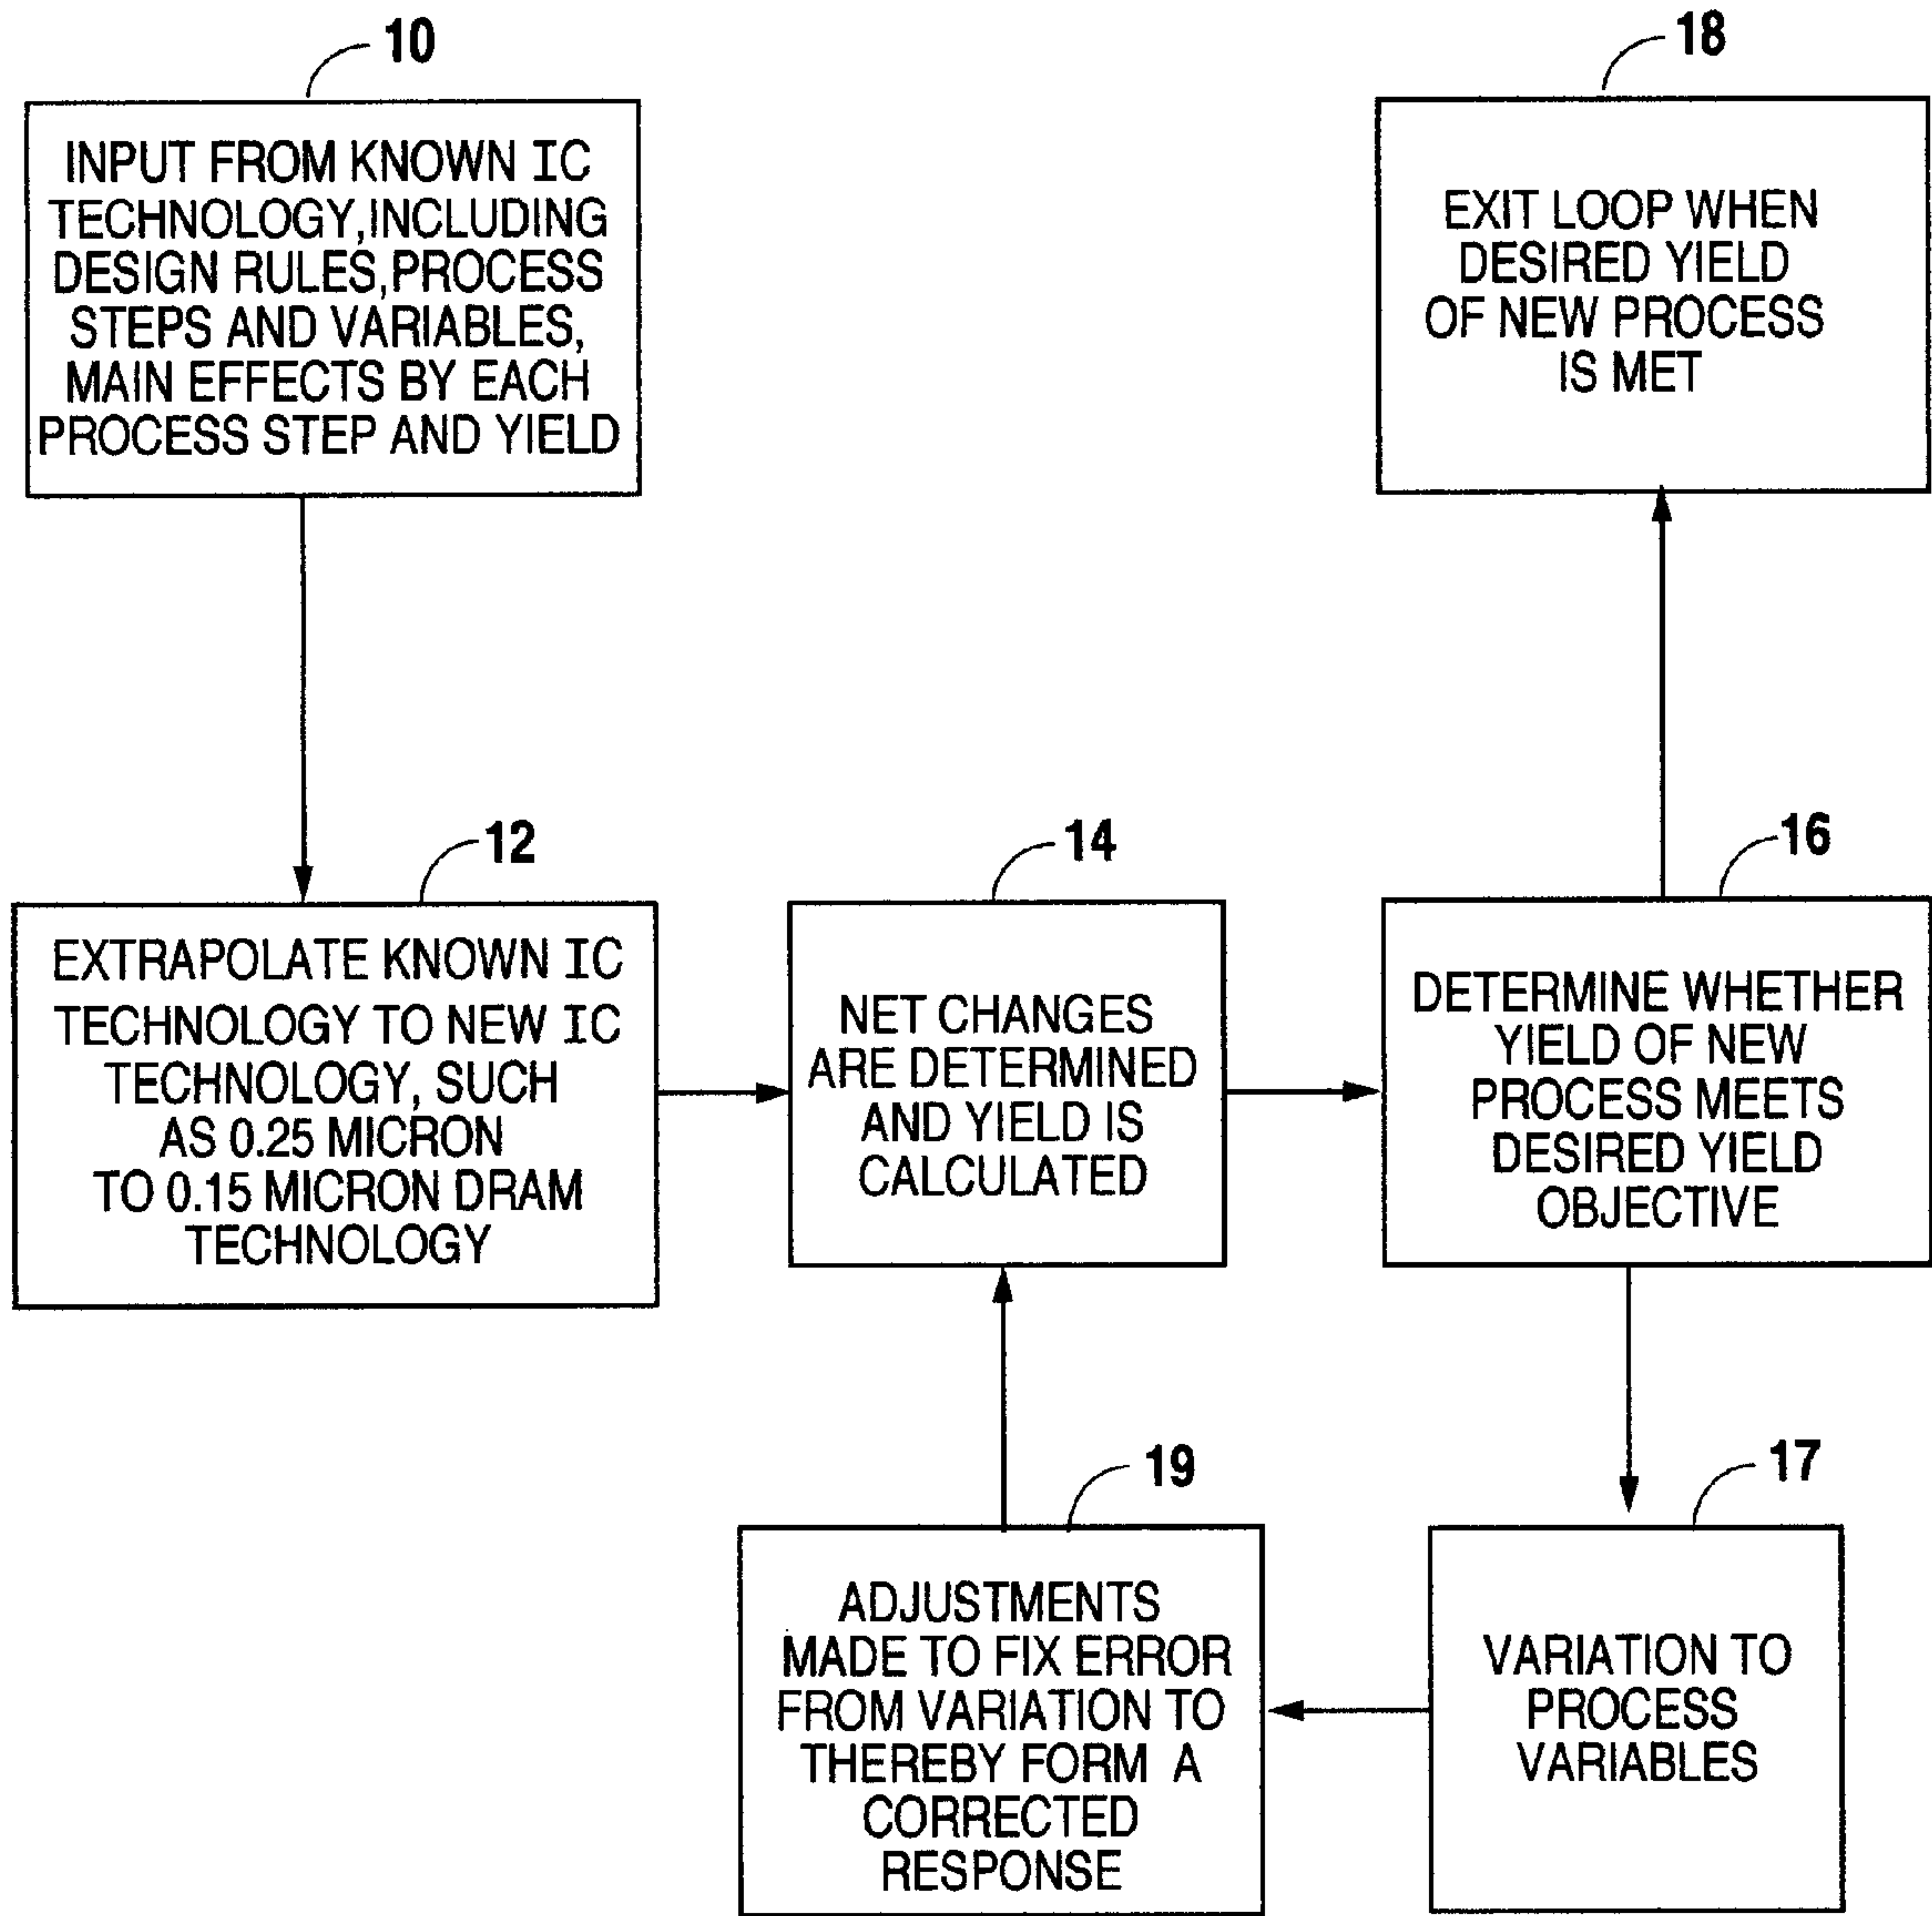 10
INPUT FROM KNOWN IC
TECHNOLOGY,INCLUDING
DESIGN RULES,PROCESS
STEPS AND VARIABLES,
MAIN EFFECTS BY EACH
PROCESS STEP AND YIELD
18
EXIT LOOP WHEN
DESIRED YIELD
OF NEW PROCESS
IS MET
12
EXTRAPOLATE KNOWN IC
TECHNOLOGY TO NEW IC
TECHNOLOGY, SUCH
AS 0.25 MICRON
TO 0.15 MICRON DRAM
TECHNOLOGY
14
NET CHANGES
ARE DETERMINED
AND YIELD IS
CALCULATED
16
DETERMINE WHETHER
YIELD OF NEW
PROCESS MEETS
DESIRED YIELD
OBJECTIVE
19
ADJUSTMENTS
MADE TO FIX ERROR
FROM VARIATION TO
THEREBY FORM A
CORRECTED
RESPONSE
17
VARIATION TO
PROCESS
VARIABLES